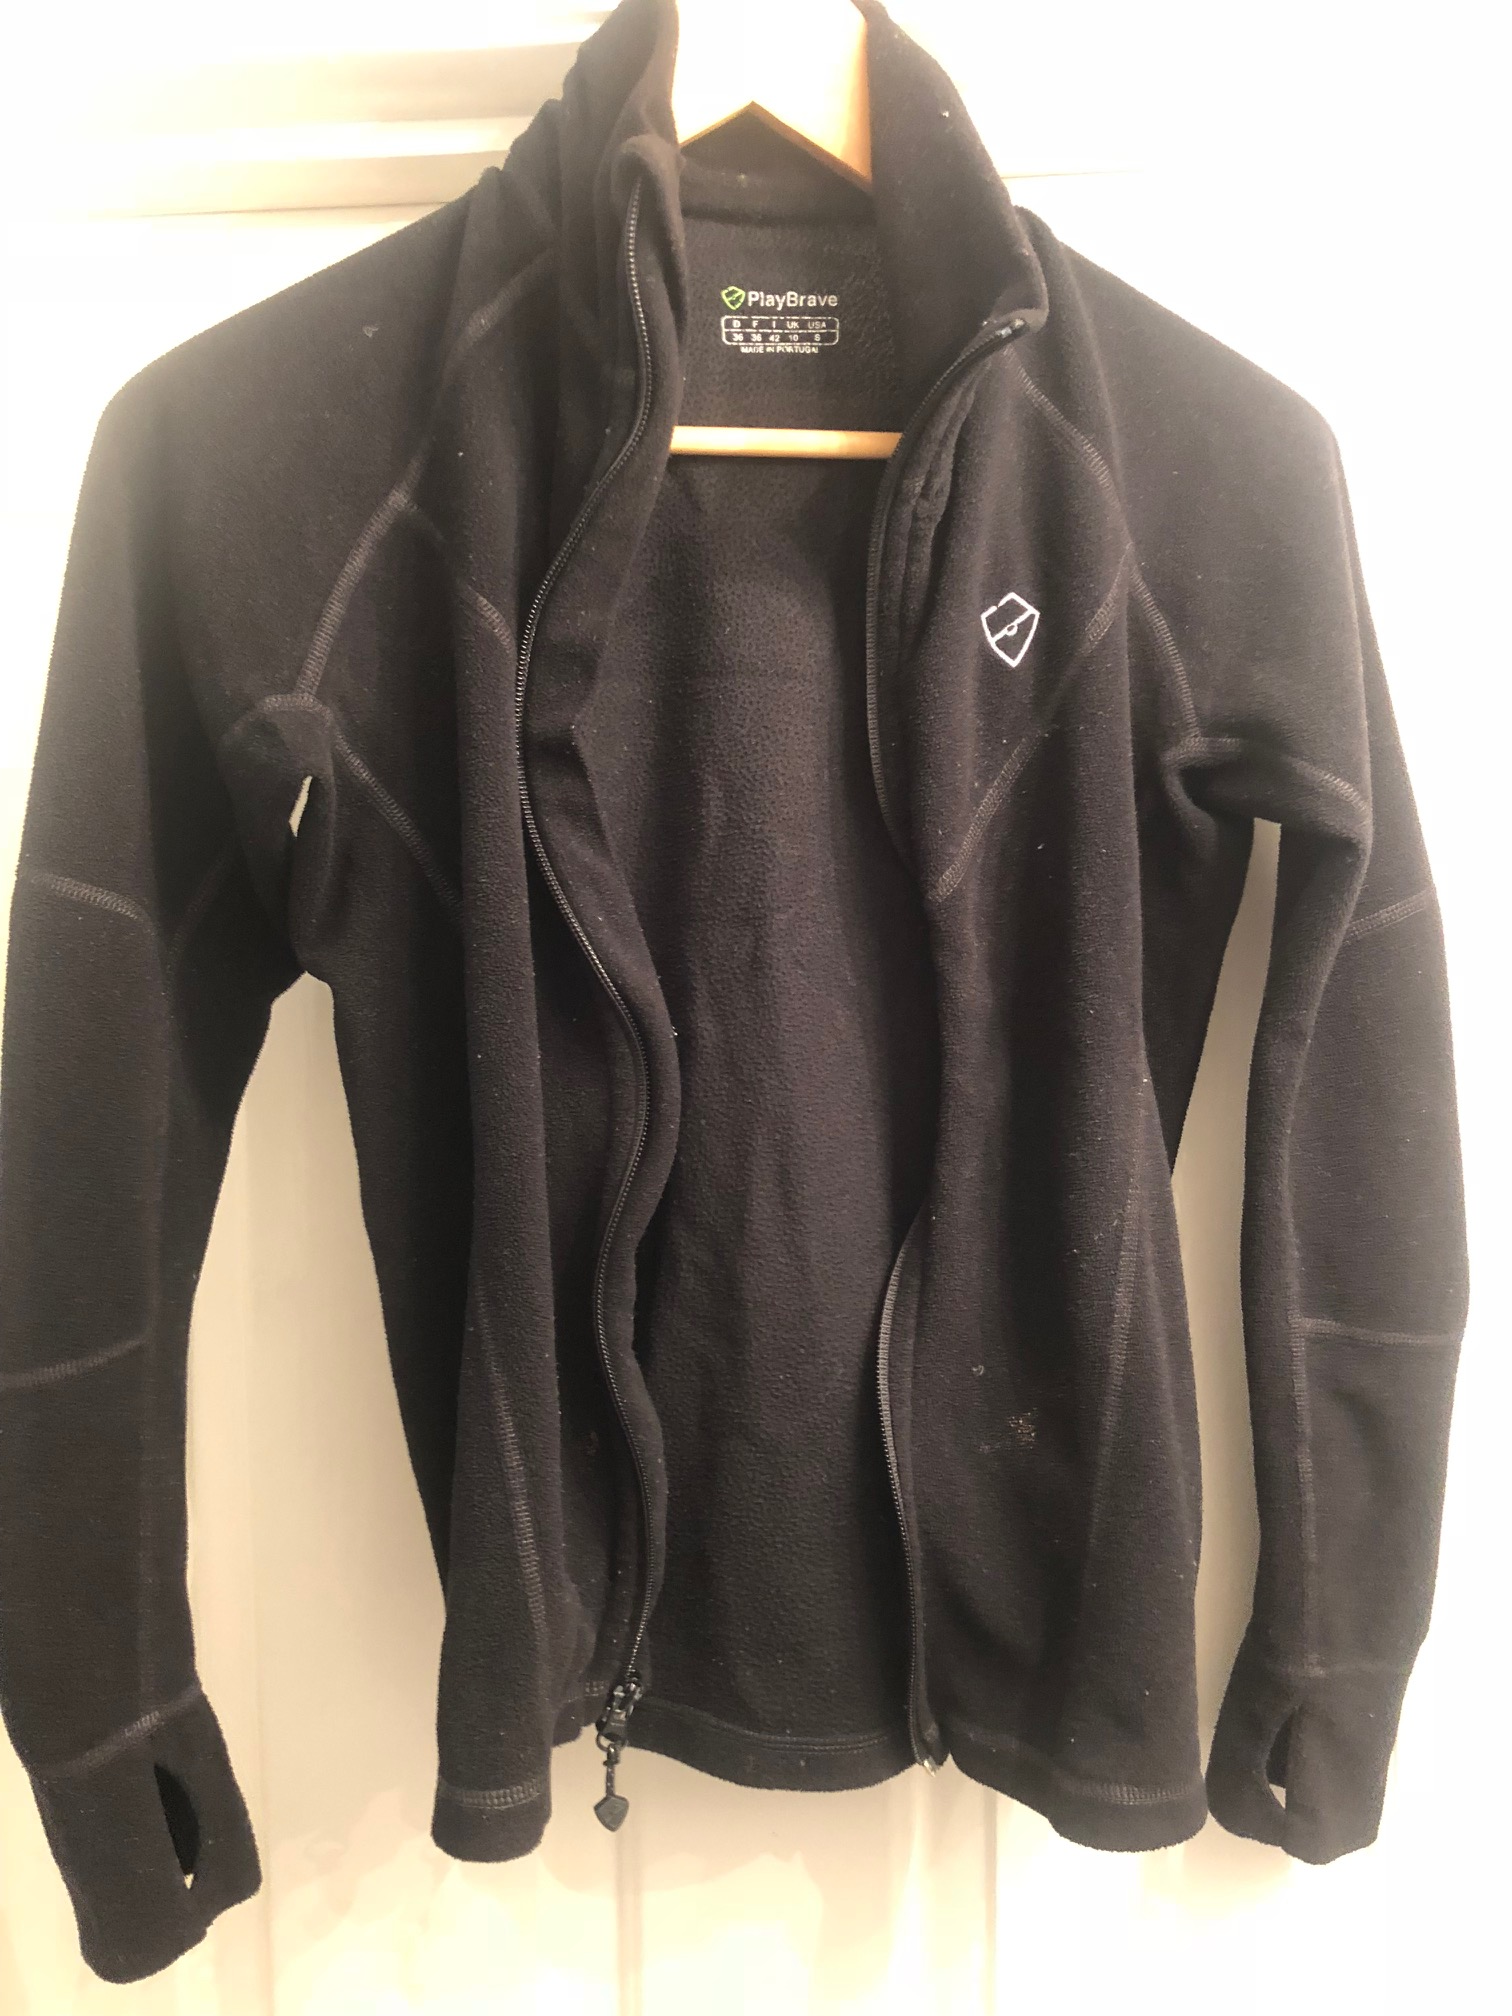 PlayBrave
D F I UK USA
36 36 42 10 S
MADE IN PORTUGAL